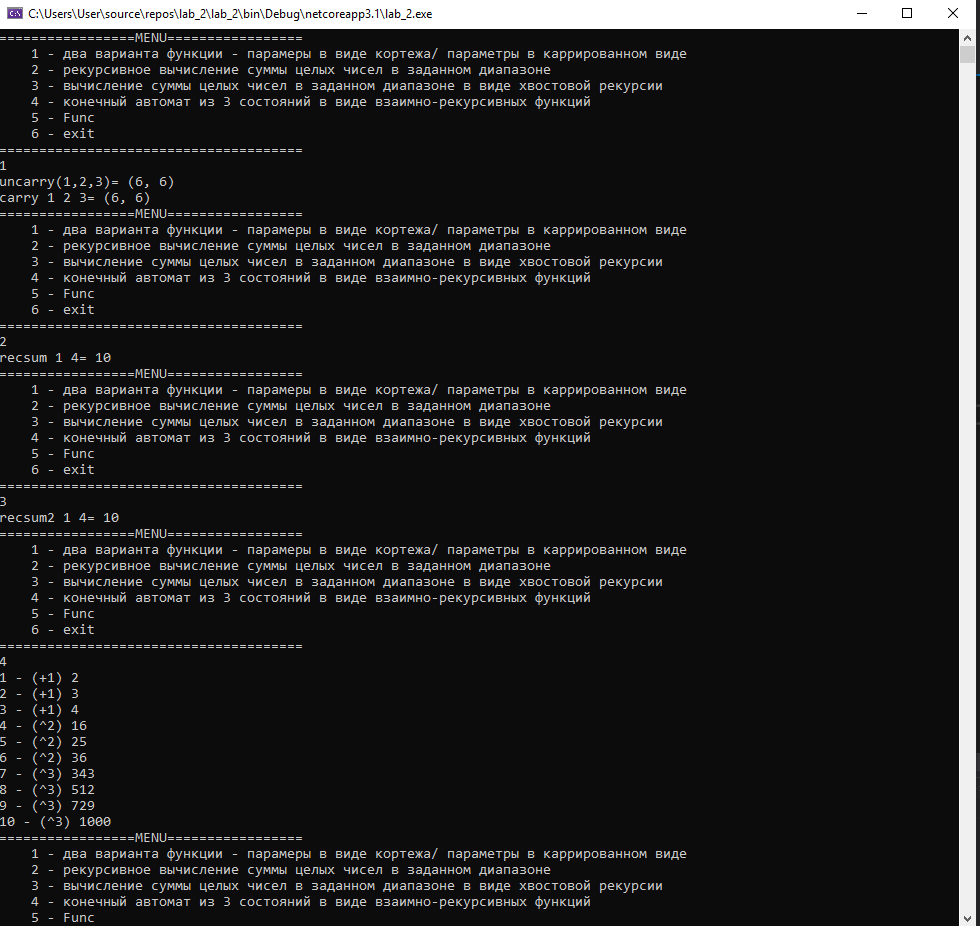 C:\Users\User\source\repos\lab_2\lab_2\bin\Debug\netcoreapp3.1\lab_2.exe
=================MENU=================
1 - два варианта функции - парамеры в виде кортежа/ параметры в каррированном виде
2 - рекурсивное вычисление суммы целых чисел в заданном диапазоне
3 - вычисление суммы целых чисел в заданном диапазоне в виде хвостовой рекурсии
4 - конечный автомат из 3 состояний в виде взаимно-рекурсивных функций
5 - Func
6 - exit
======================================
1
uncarry(1,2,3)= (6, 6)
carry 1 2 3= (6, 6)
=================MENU=================
1 - два варианта функции - парамеры в виде кортежа/ параметры в каррированном виде
2 - рекурсивное вычисление суммы целых чисел в заданном диапазоне
3 - вычисление суммы целых чисел в заданном диапазоне в виде хвостовой рекурсии
4 - конечный автомат из 3 состояний в виде взаимно-рекурсивных функций
5 - Func
6 - exit
======================================
2
recsum 1 4= 10
=================MENU=================
1 - два варианта функции - парамеры в виде кортежа/ параметры в каррированном виде
2 - рекурсивное вычисление суммы целых чисел в заданном диапазоне
3 - вычисление суммы целых чисел в заданном диапазоне в виде хвостовой рекурсии
4 - конечный автомат из 3 состояний в виде взаимно-рекурсивных функций
5 - Func
6 - exit
======================================
3
recsum2 1 4= 10
=================MENU=================
1 - два варианта функции - парамеры в виде кортежа/ параметры в каррированном виде
2 - рекурсивное вычисление суммы целых чисел в заданном диапазоне
3 - вычисление суммы целых чисел в заданном диапазоне в виде хвостовой рекурсии
4 - конечный автомат из 3 состояний в виде взаимно-рекурсивных функций
5 - Func
6 - exit
======================================
4
1 - (+1) 2
2 - (+1) 3
3 - (+1) 4
4 - (^2) 16
5 - (^2) 25
6 - (^2) 36
7 - (^3) 343
8 - (^3) 512
9 - (^3) 729
10 - (^3) 1000
=================MENU=================
1 - два варианта функции - парамеры в виде кортежа/ параметры в каррированном виде
2 - рекурсивное вычисление суммы целых чисел в заданном диапазоне
3 - вычисление суммы целых чисел в заданном диапазоне в виде хвостовой рекурсии
4 - конечный автомат из 3 состояний в виде взаимно-рекурсивных функций
5 - Func